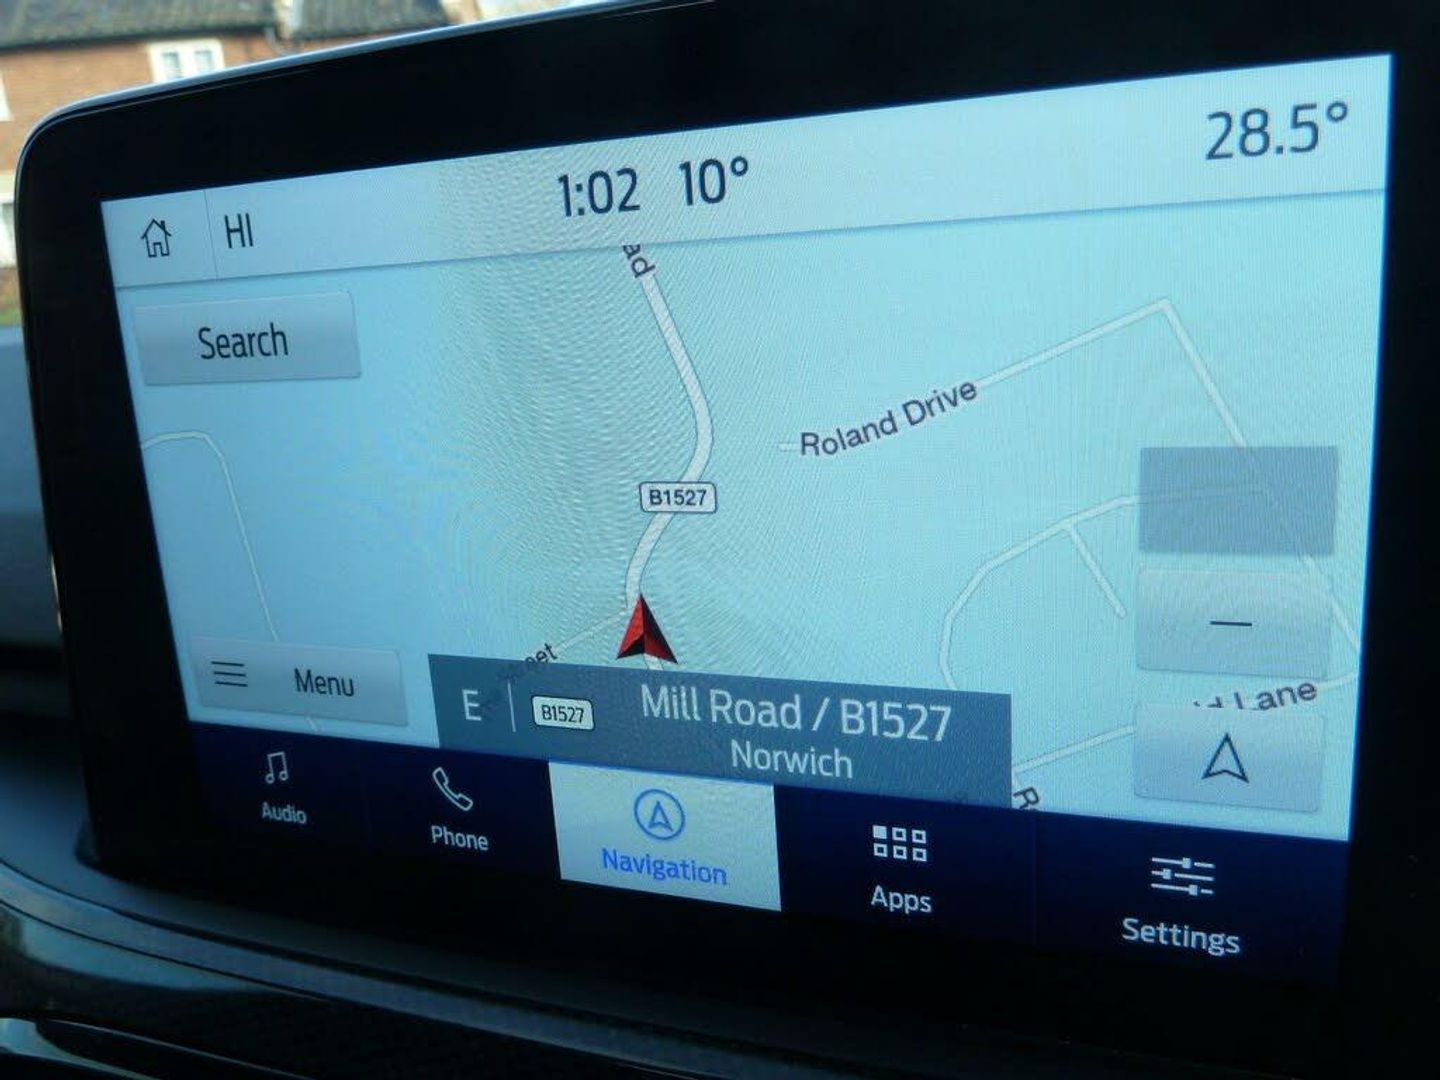 HI
1:02 10°
28.5°
ad
Search
Roland Drive
B1527
Menu
E
B1527
Mill Road / B1527
Norwich
Lane
Audio
Phone
Navigation
Apps
Settings